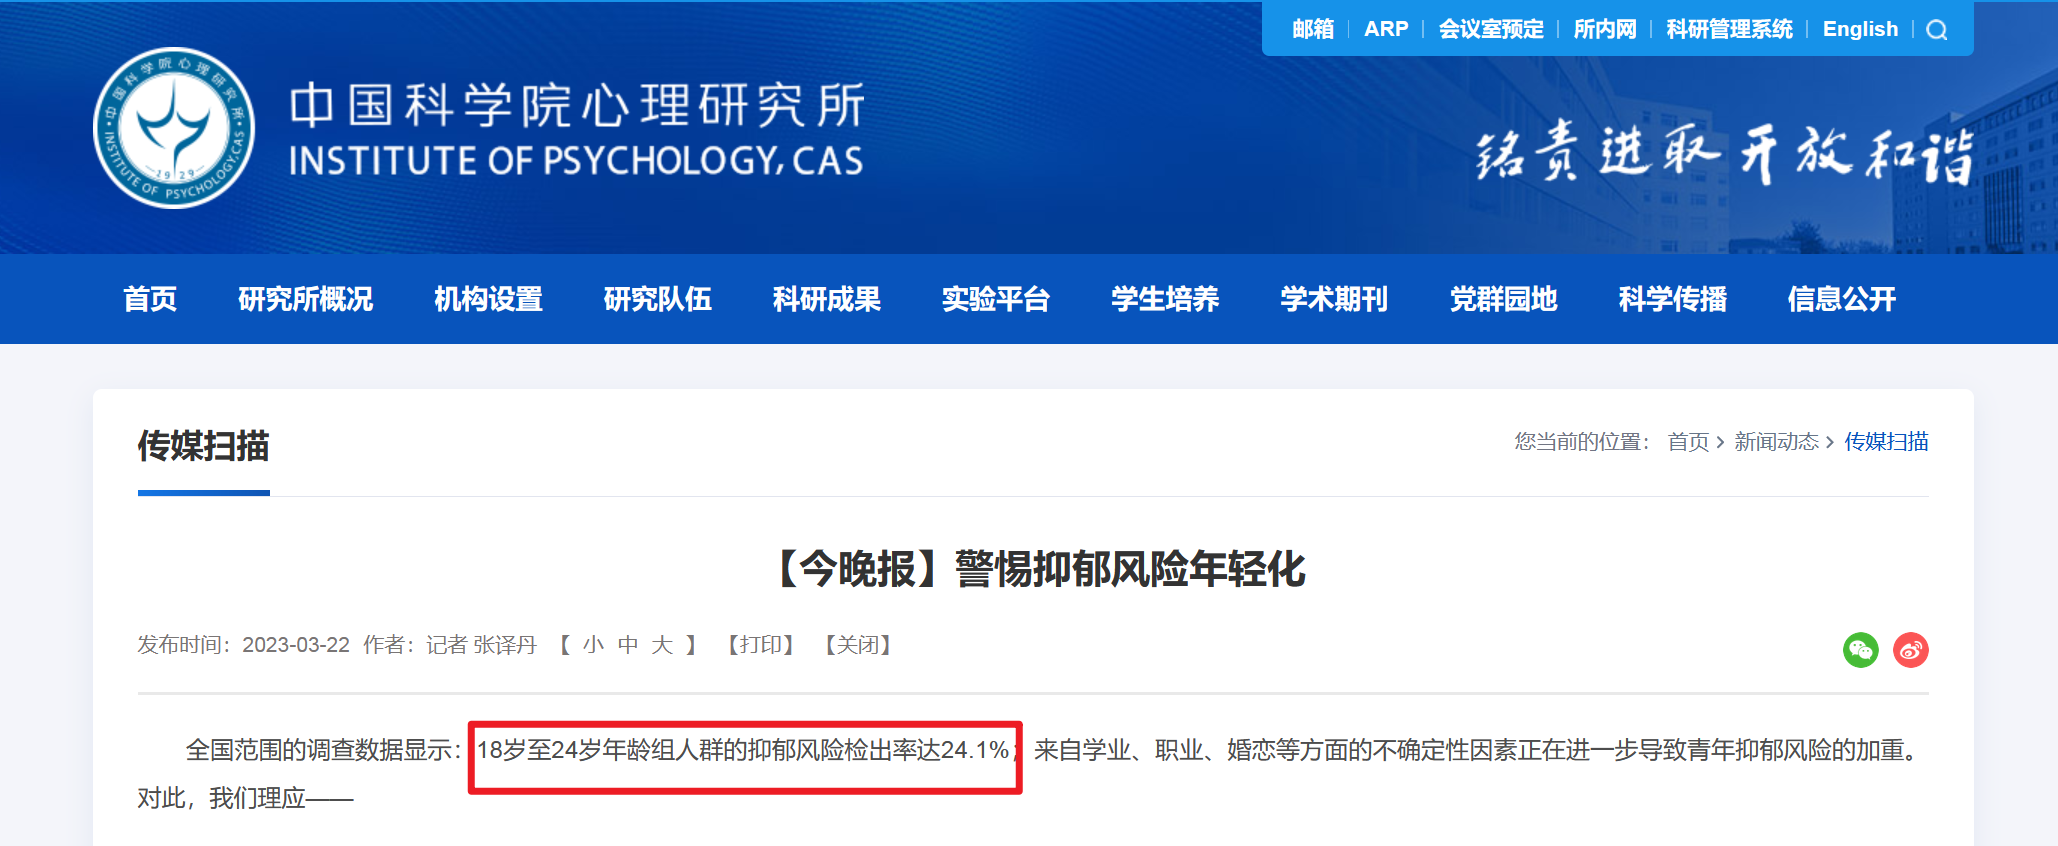 邮箱 ARP 会议室预定 所内网 科研管理系统 English
中国科学院心理研究所
INSTITUTE OF PSYCHOLOGY, CAS
·中国科学院心理研究所·
INSTITUTE OF PSYCHOLOGY,CAS
1929
铭责进取 开放和谐
首页 研究所概况 机构设置 研究队伍 科研成果 实验平台 学生培养 学术期刊 党群园地 科学传播 信息公开
传媒扫描
您当前的位置： 首页 > 新闻动态 > 传媒扫描
【今晚报】警惕抑郁风险年轻化
发布时间：2023-03-22 作者：记者 张译丹 【 小 中 大 】 【打印】 【关闭】
全国范围的调查数据显示：18岁至24岁年龄组人群的抑郁风险检出率达24.1%；来自学业、职业、婚恋等方面的不确定性因素正在进一步导致青年抑郁风险的加重。
对此，我们理应——